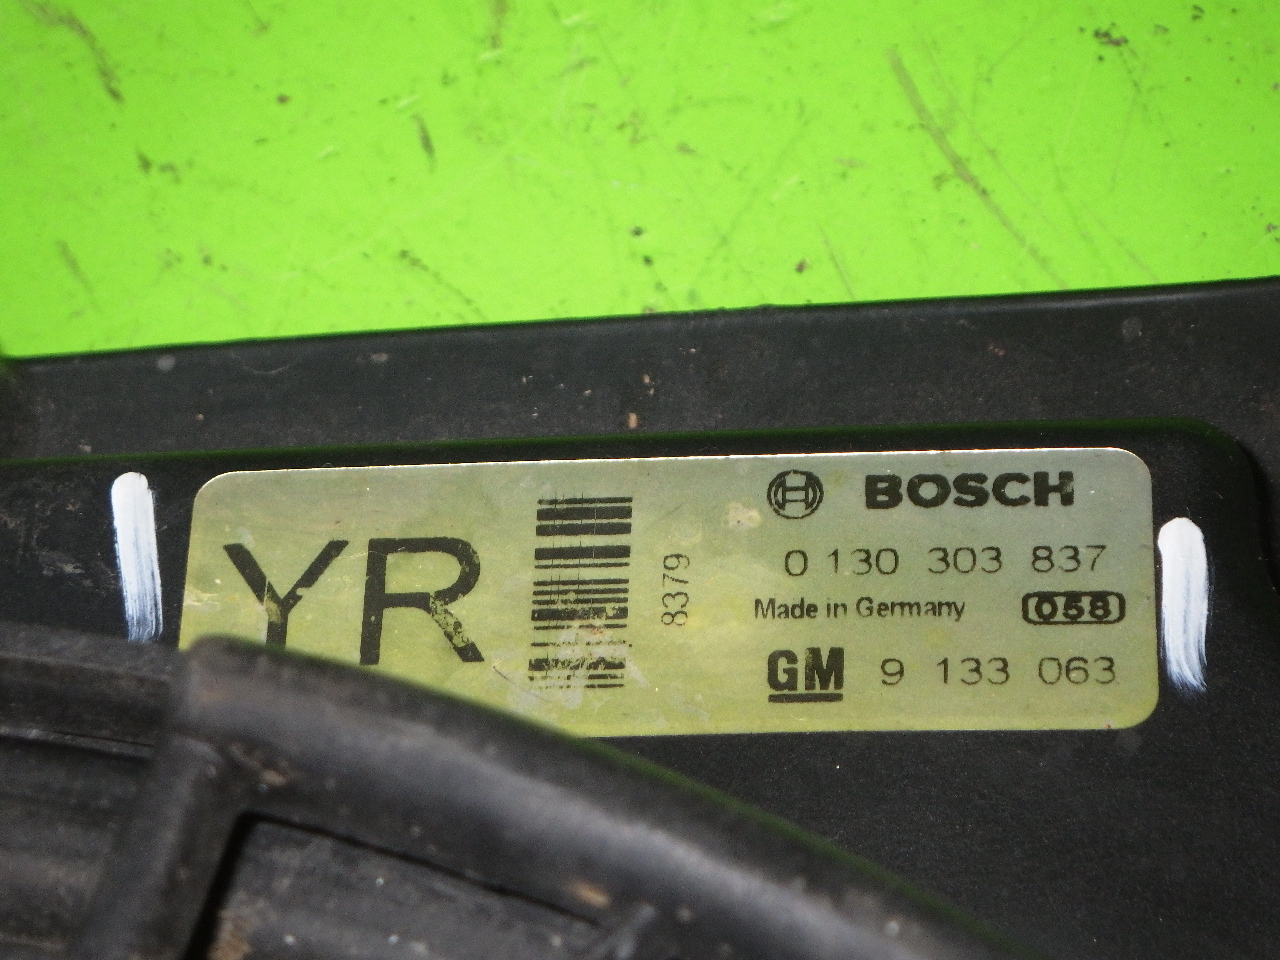 YR
8379
BOSCH
0 130 303 837
Made in Germany 058
GM 9 133 063